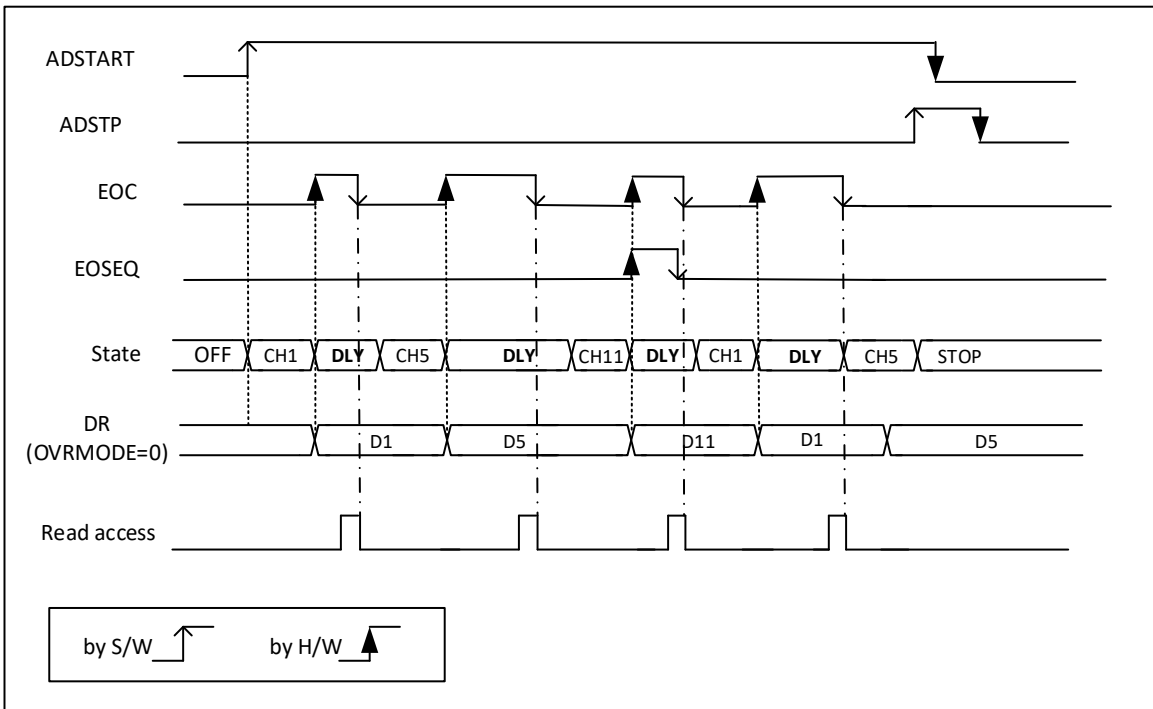 ADSTART
ADSTP
EOC
EOSEQ
State OFF CH1 DLY CH5 DLY CH11 DLY CH1 DLY CH5 STOP
DR
(OVRMODE=0) D1 D5 D11 D1 D5
Read access
by S/W by H/W